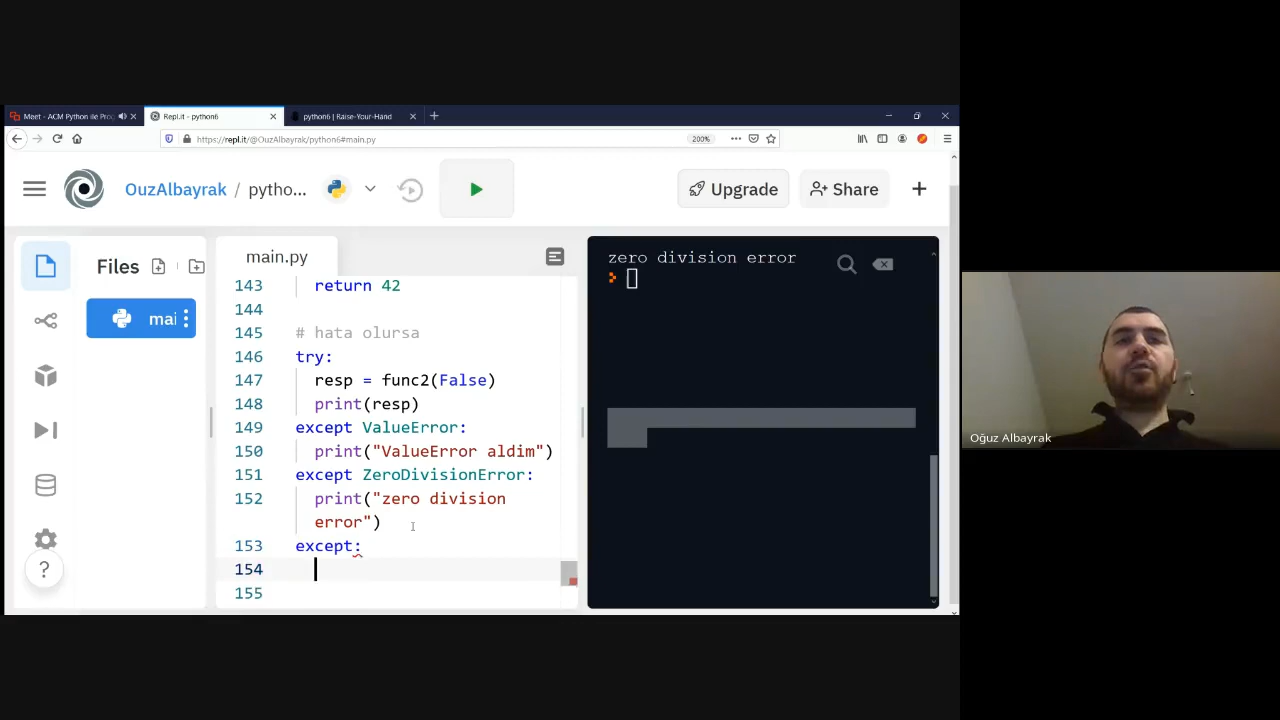 Meet - ACM Python ile Pro
Repl.it - python6
python6 | Raise-Your-Hand
https://repl.it/@OuzAlbayrak/python6#main.py
200%
OuzAlbayrak / pytho...
Upgrade
Share
Files
mai
main.py
143 return 42
144
145 # hata olursa
146 try:
147 resp = func2(False)
148 print(resp)
149 except ValueError:
150 print("ValueError aldim")
151 except ZeroDivisionError:
152 print("zero division
error")
153 except:
154
155
zero division error
Oğuz Albayrak